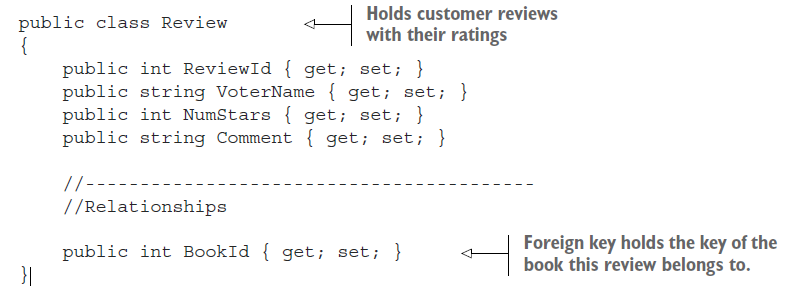 public class Review
Holds customer reviews
with their ratings
{
public int ReviewId { get; set; }
public string VoterName { get; set; }
public int NumStars { get; set; }
public string Comment { get; set; }
//-----------------------------------------
//Relationships
public int BookId { get; set; }
Foreign key holds the key of the
book this review belongs to.
}